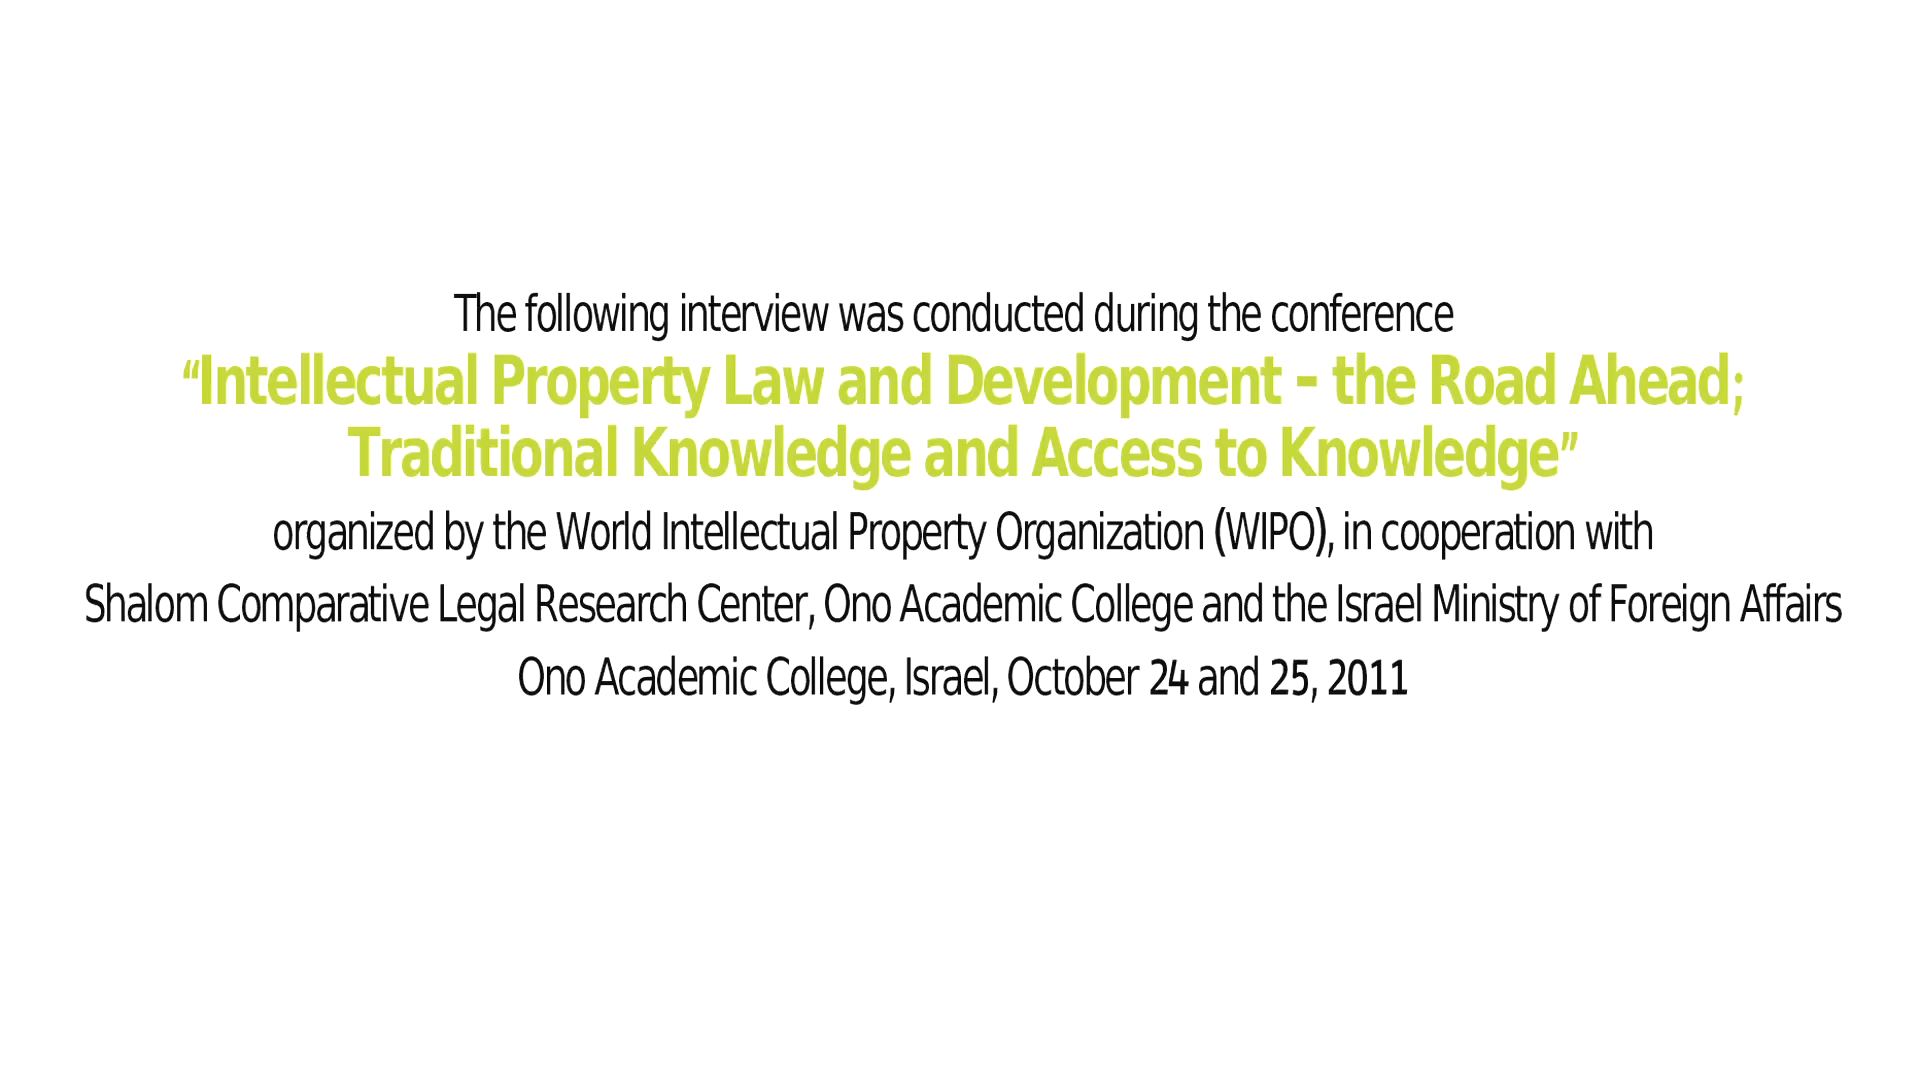 The following interview was conducted during the conference
“Intellectual Property Law and Development – the Road Ahead;
Traditional Knowledge and Access to Knowledge”
organized by the World Intellectual Property Organization (WIPO), in cooperation with
Shalom Comparative Legal Research Center, Ono Academic College and the Israel Ministry of Foreign Affairs
Ono Academic College, Israel, October 24 and 25, 2011